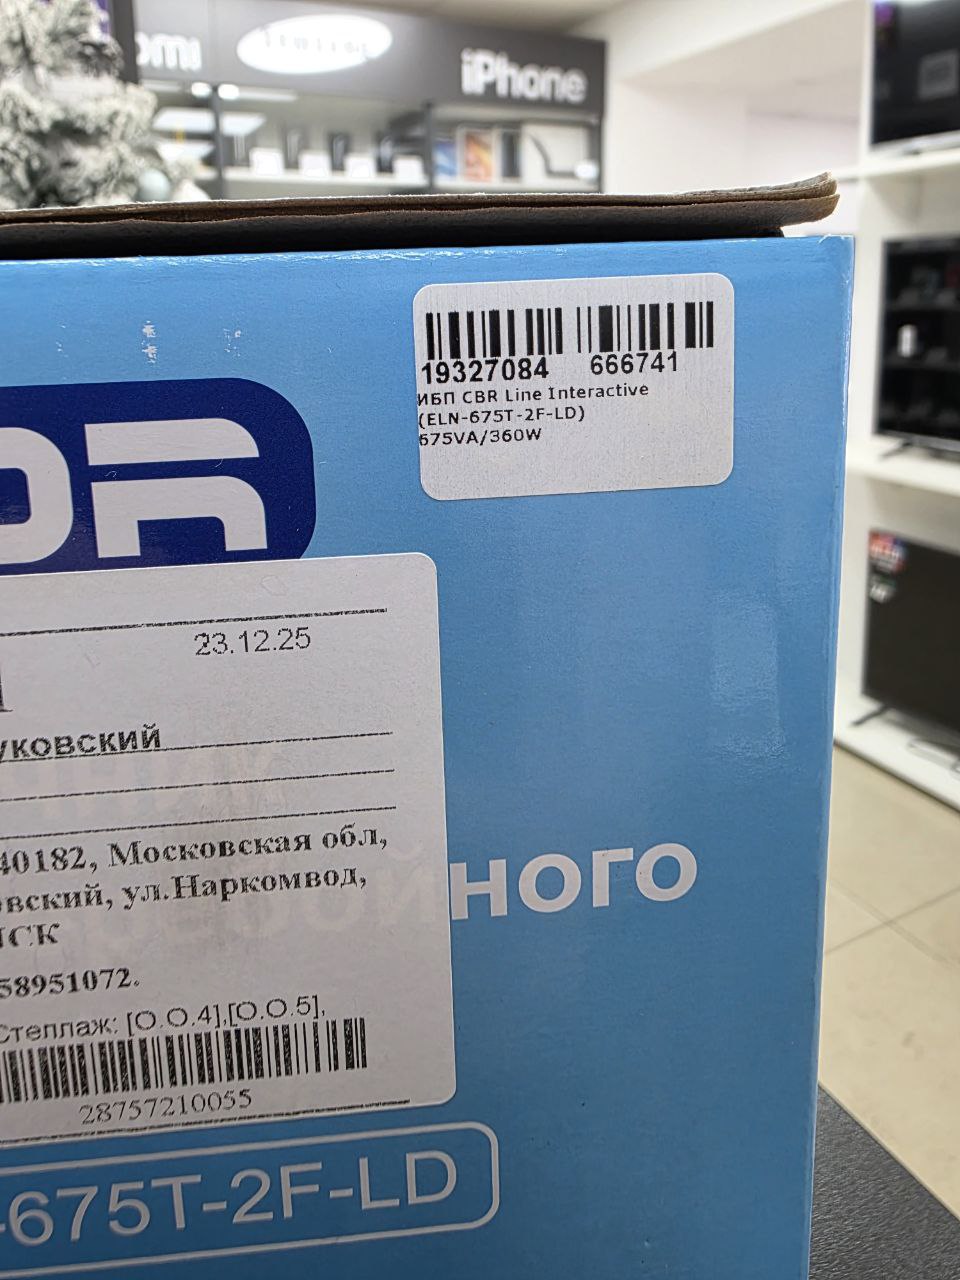 iPhone
19327084 666741
ИБП CBR Line Interactive
(ELN-675T-2F-LD)
675VA/360W
23.12.25
уковский
40182, Московская обл,
овский, ул.Наркомвод,
58951072.
Стеллаж: [O.O.4],[O.O.5],
28757210055
ного
-675T-2F-LD